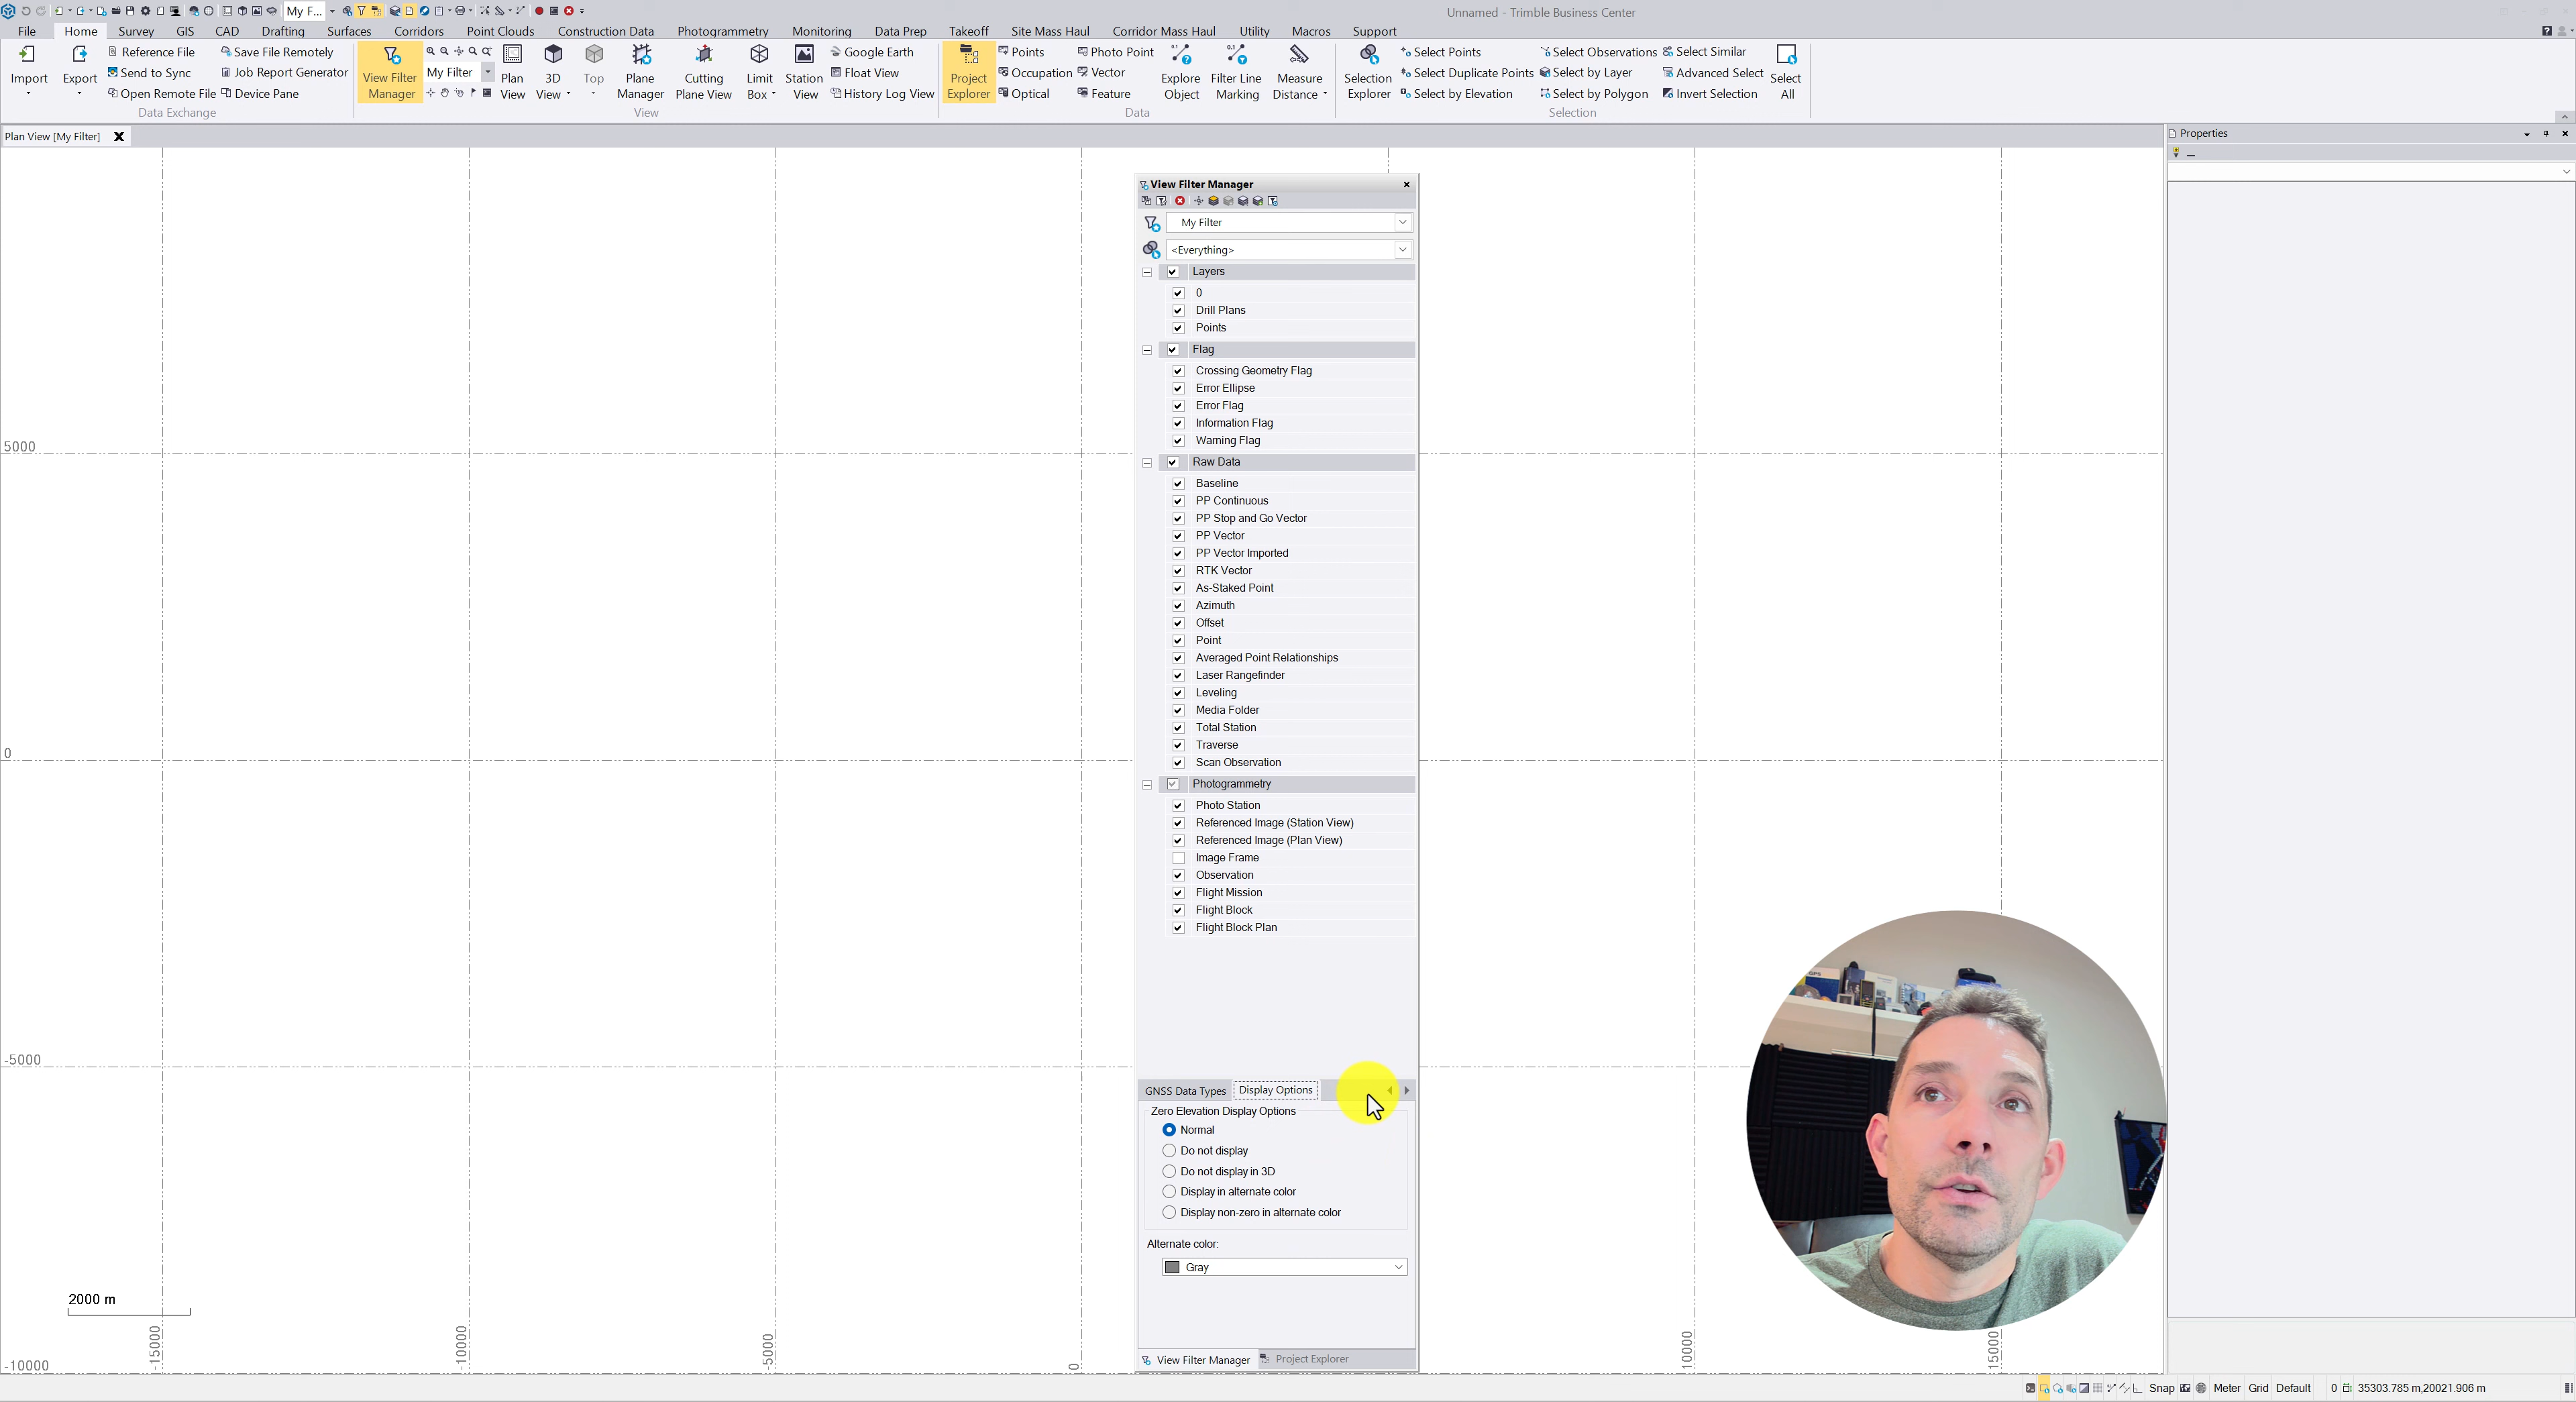 My F...
Unnamed - Trimble Business Center
File Home Survey GIS CAD Drafting Surfaces Corridors Point Clouds Construction Data Photogrammetry Monitoring Data Prep Takeoff Site Mass Haul Corridor Mass Haul Utility Macros Support
Import
Export
Reference File
Send to Sync
Open Remote File
Save File Remotely
Job Report Generator
Device Pane
Data Exchange
View Filter
Manager
My Filter
Plan
View
3D
View
Top
Plane
Manager
Cutting
Plane View
Limit
Box
Station
View
Google Earth
Float View
History Log View
View
Project
Explorer
Points
Occupation
Optical
Photo Point
Vector
Feature
Explore
Object
Filter Line
Marking
Measure
Distance
Data
Selection
Explorer
Select Points
Select Duplicate Points
Select by Elevation
Select Observations
Select by Layer
Select by Polygon
Select Similar
Advanced Select
Invert Selection
Select
All
Selection
Plan View [My Filter]
Properties
View Filter Manager
My Filter
<Everything>
Layers
0
Drill Plans
Points
Flag
Crossing Geometry Flag
Error Ellipse
Error Flag
Information Flag
Warning Flag
Raw Data
Baseline
PP Continuous
PP Stop and Go Vector
PP Vector
PP Vector Imported
RTK Vector
As-Staked Point
Azimuth
Offset
Point
Averaged Point Relationships
Laser Rangefinder
Leveling
Media Folder
Total Station
Traverse
Scan Observation
Photogrammetry
Photo Station
Referenced Image (Station View)
Referenced Image (Plan View)
Image Frame
Observation
Flight Mission
Flight Block
Flight Block Plan
GNSS Data Types
Display Options
Zero Elevation Display Options
Normal
Do not display
Do not display in 3D
Display in alternate color
Display non-zero in alternate color
Alternate color:
Gray
View Filter Manager
Project Explorer
5000
0
-5000
-10000
2000 m
-15000
-10000
-5000
0
10000
15000
Snap
Meter
Grid
Default
0
35303.785 m,20021.906 m